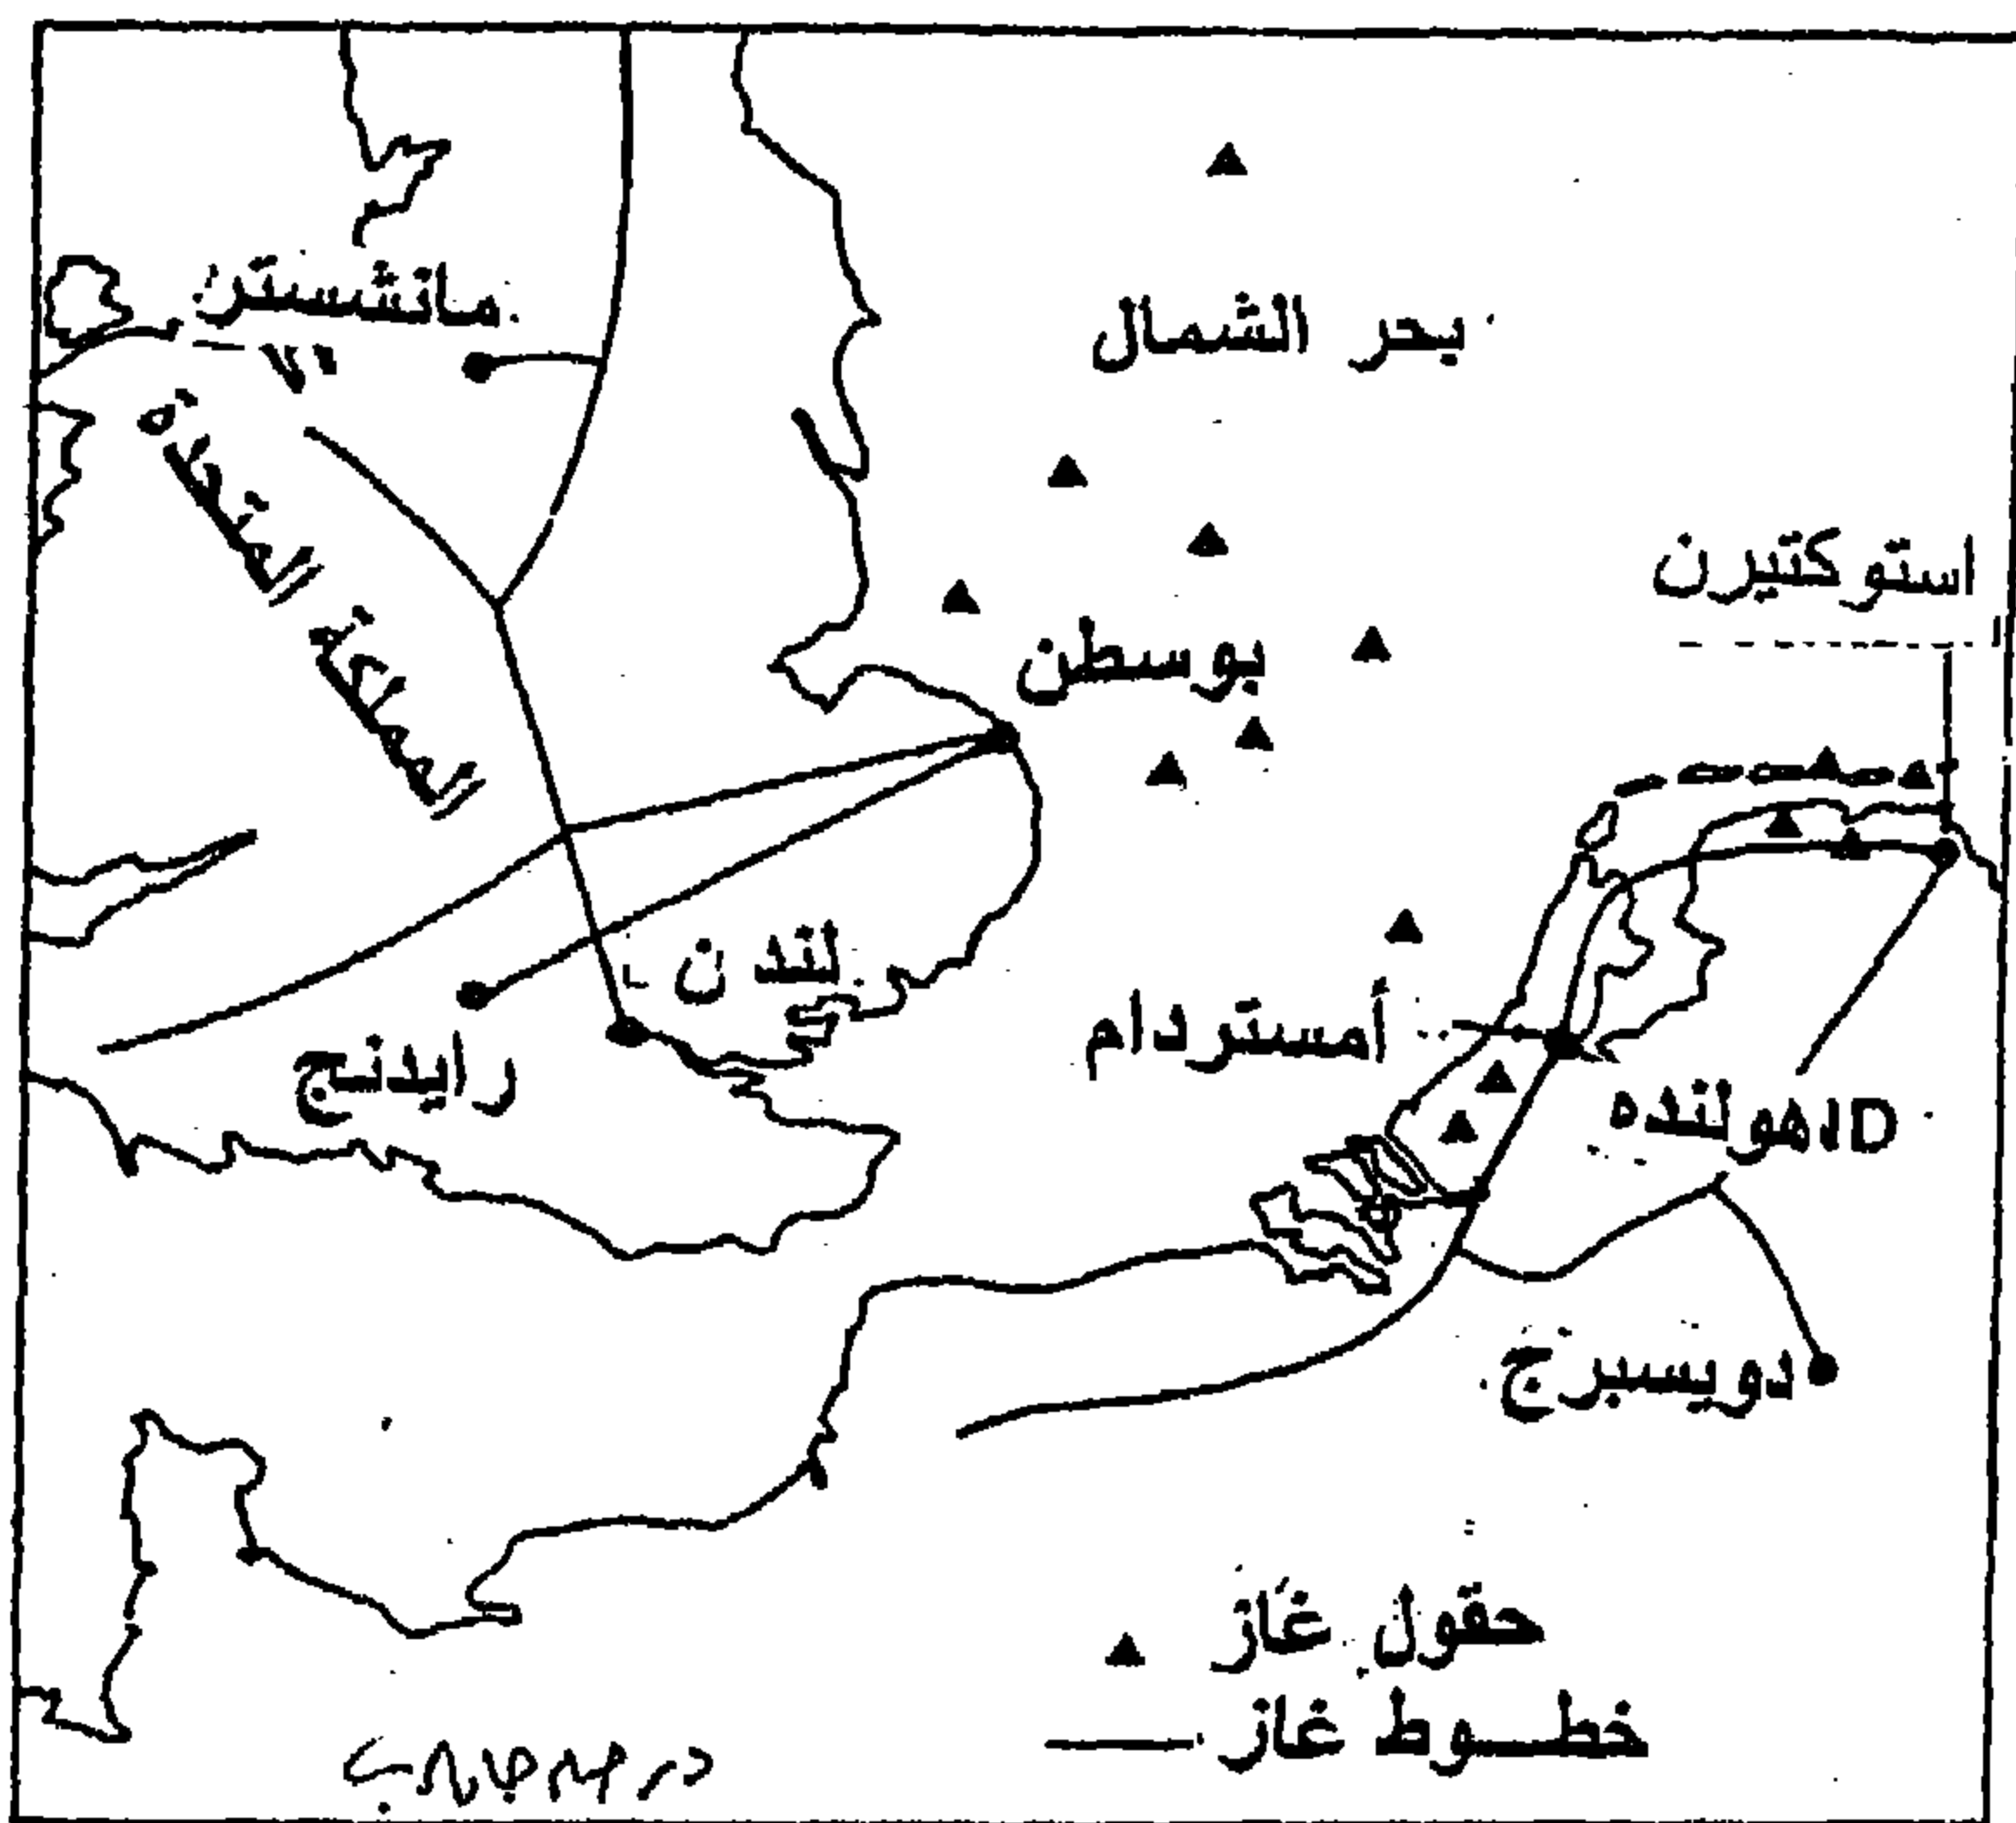 مانشستر
بحر الشمال
المملكة المتحدة
استوكتيرن
بوسطن
لندن
أمستردام
رايدنج
هولنده
دويسبرج
حقول غاز
خطوط غاز